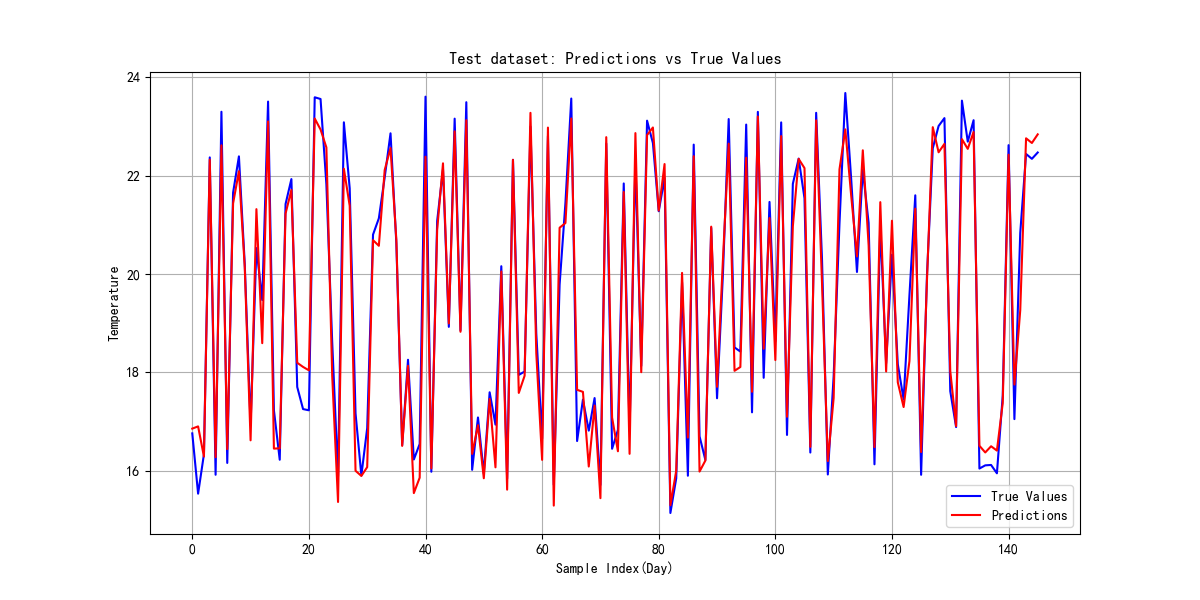 Test dataset: Predictions vs True Values
24
22
20
18
16
Temperature
0 20 40 60 80 100 120 140
Sample Index(Day)
True Values
Predictions